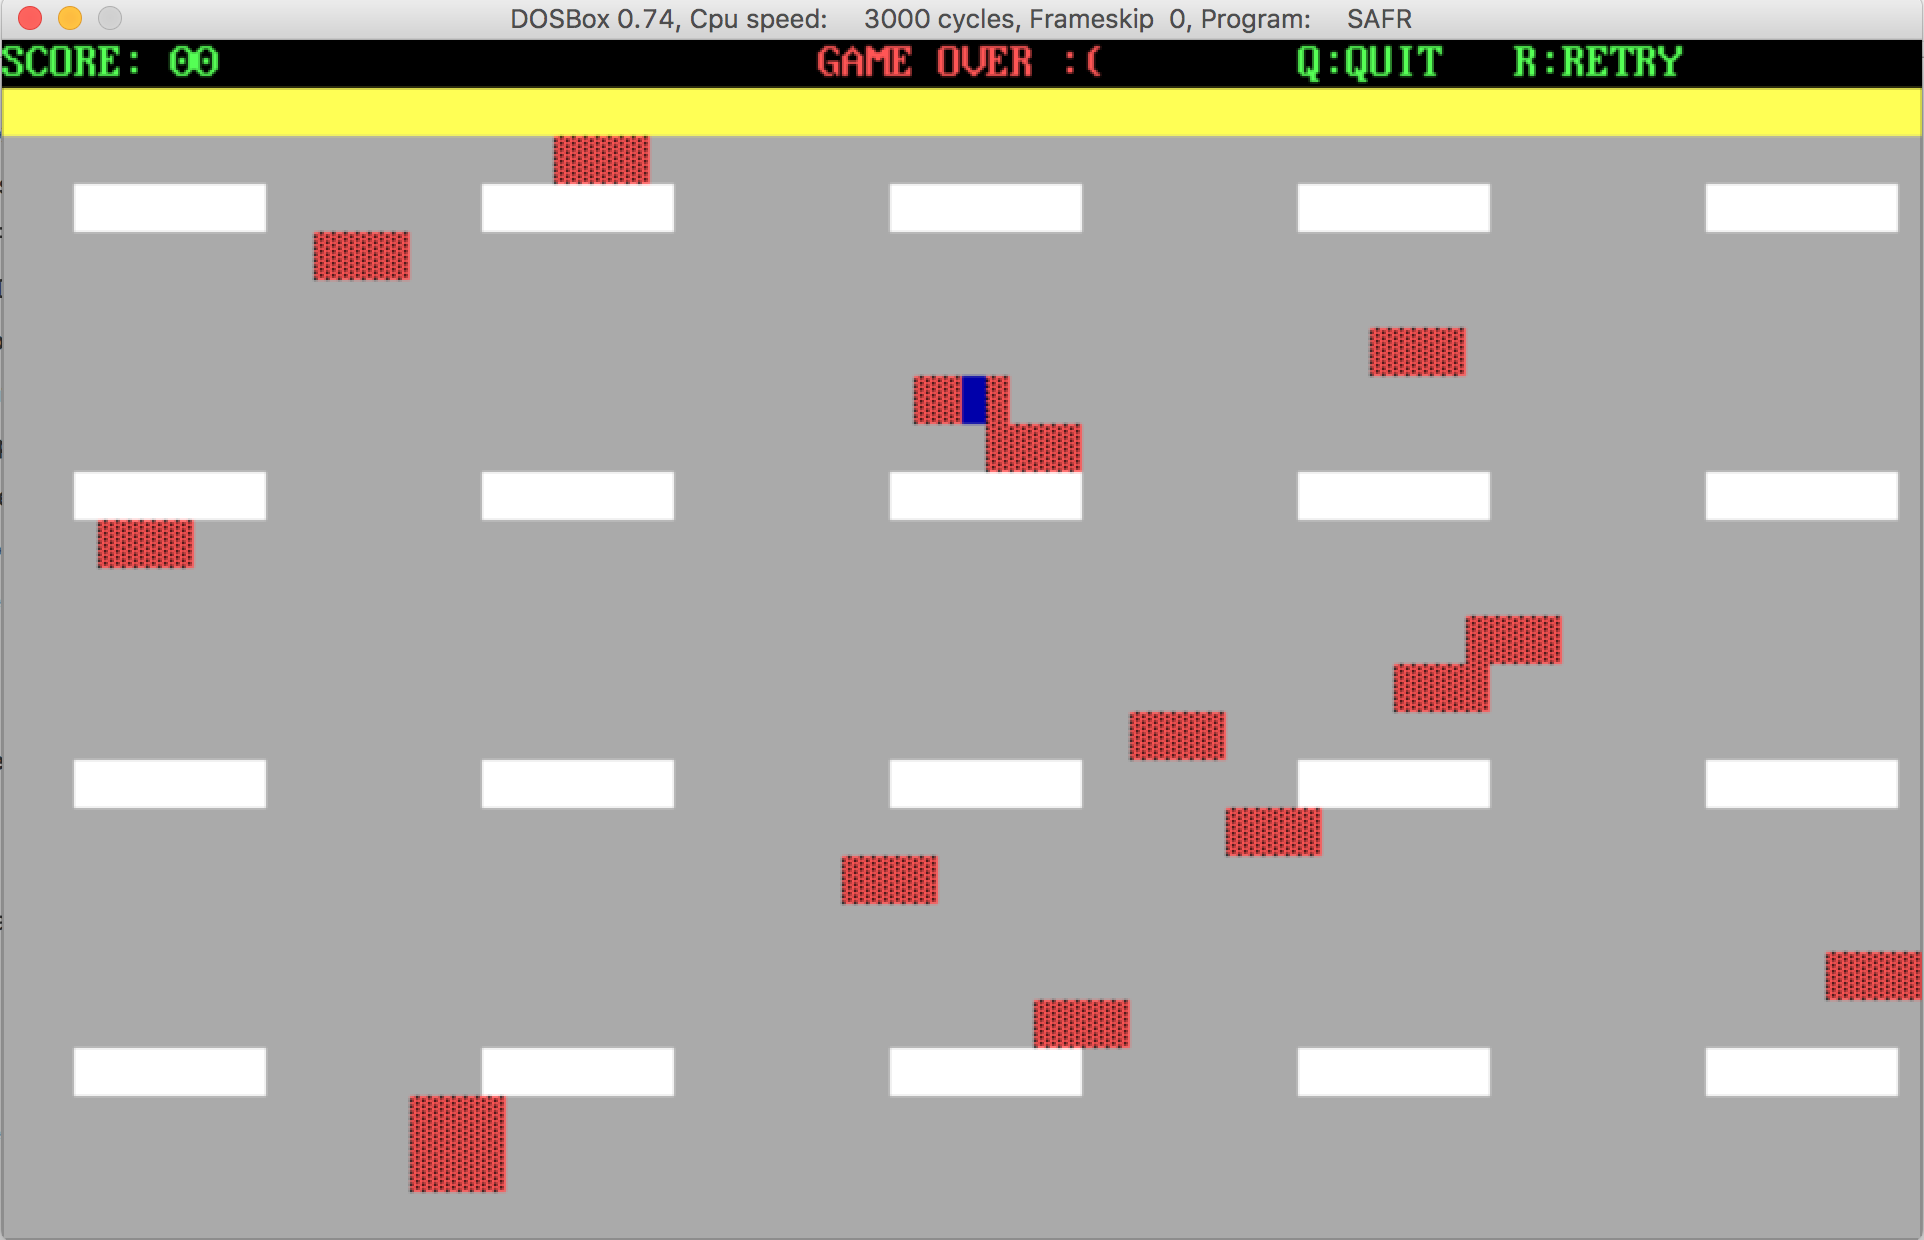 DOSBox 0.74, Cpu speed: 3000 cycles, Frameskip 0, Program: SAFR
SCORE: 00 GAME OVER :( Q:QUIT R:RETRY